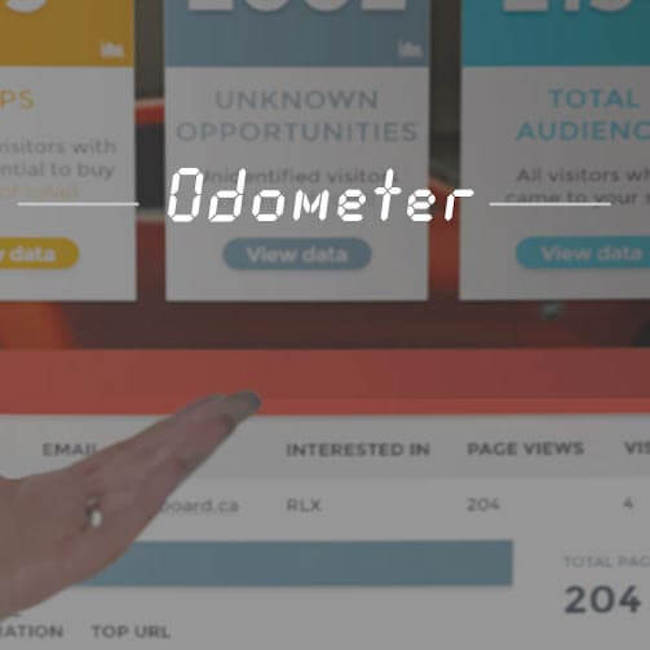 PS
UNKNOWN
OPPORTUNITIES
TOTAL
AUDIENC
isitors with
ntial to buy
Unidentified visitors
All visitors wh
came to your s
Odometer
data
View data
View data
EMAIL
INTERESTED IN
PAGE VIEWS
VIS
board.ca
RLX
204
4
TOTAL PAG
204
RATION
TOP URL